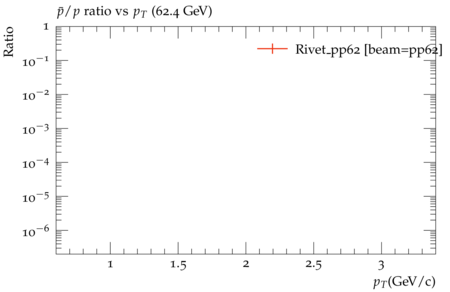 p̄/p ratio vs p_T (62.4 GeV)
Ratio
Rivet_pp62 [beam=pp62]
1
10⁻¹
10⁻²
10⁻³
10⁻⁴
10⁻⁵
10⁻⁶
1 1.5 2 2.5 3
p_T(GeV/c)